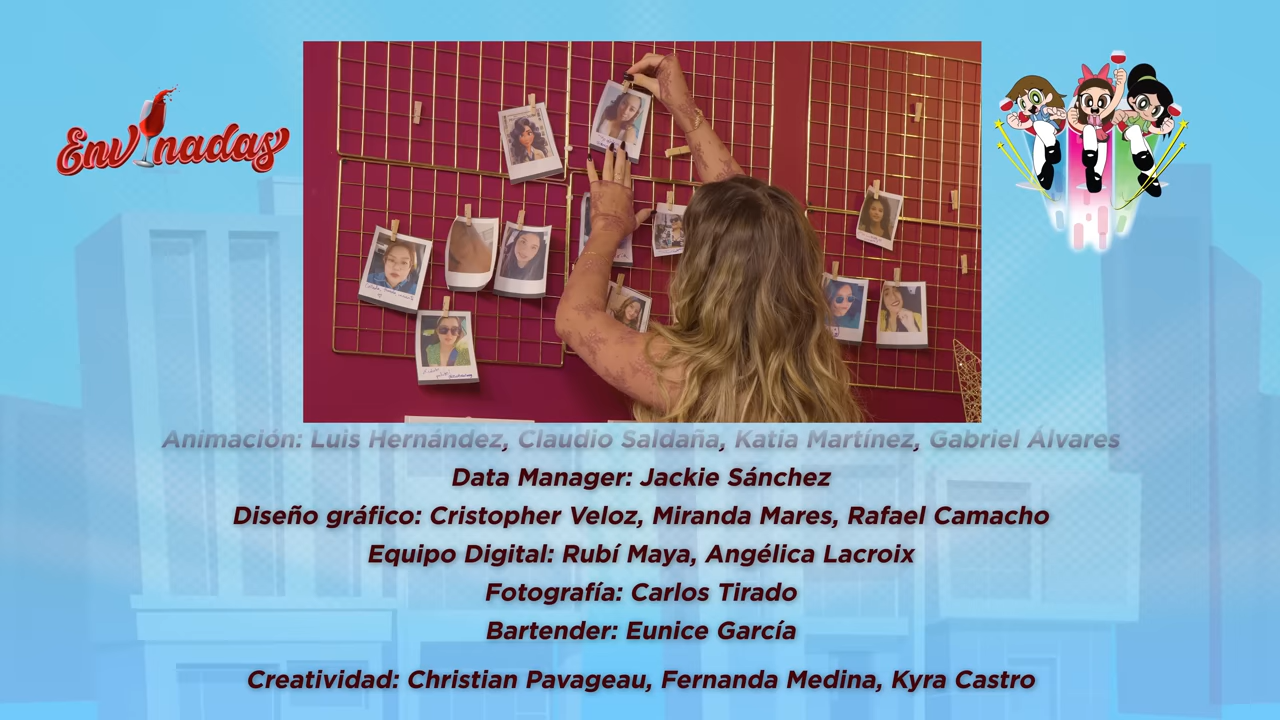 Envinadas
Animación: Luis Hernández, Claudio Saldaña, Katia Martínez, Gabriel Álvares
Data Manager: Jackie Sánchez
Diseño gráfico: Cristopher Veloz, Miranda Mares, Rafael Camacho
Equipo Digital: Rubí Maya, Angélica Lacroix
Fotografía: Carlos Tirado
Bartender: Eunice García
Creatividad: Christian Pavageau, Fernanda Medina, Kyra Castro